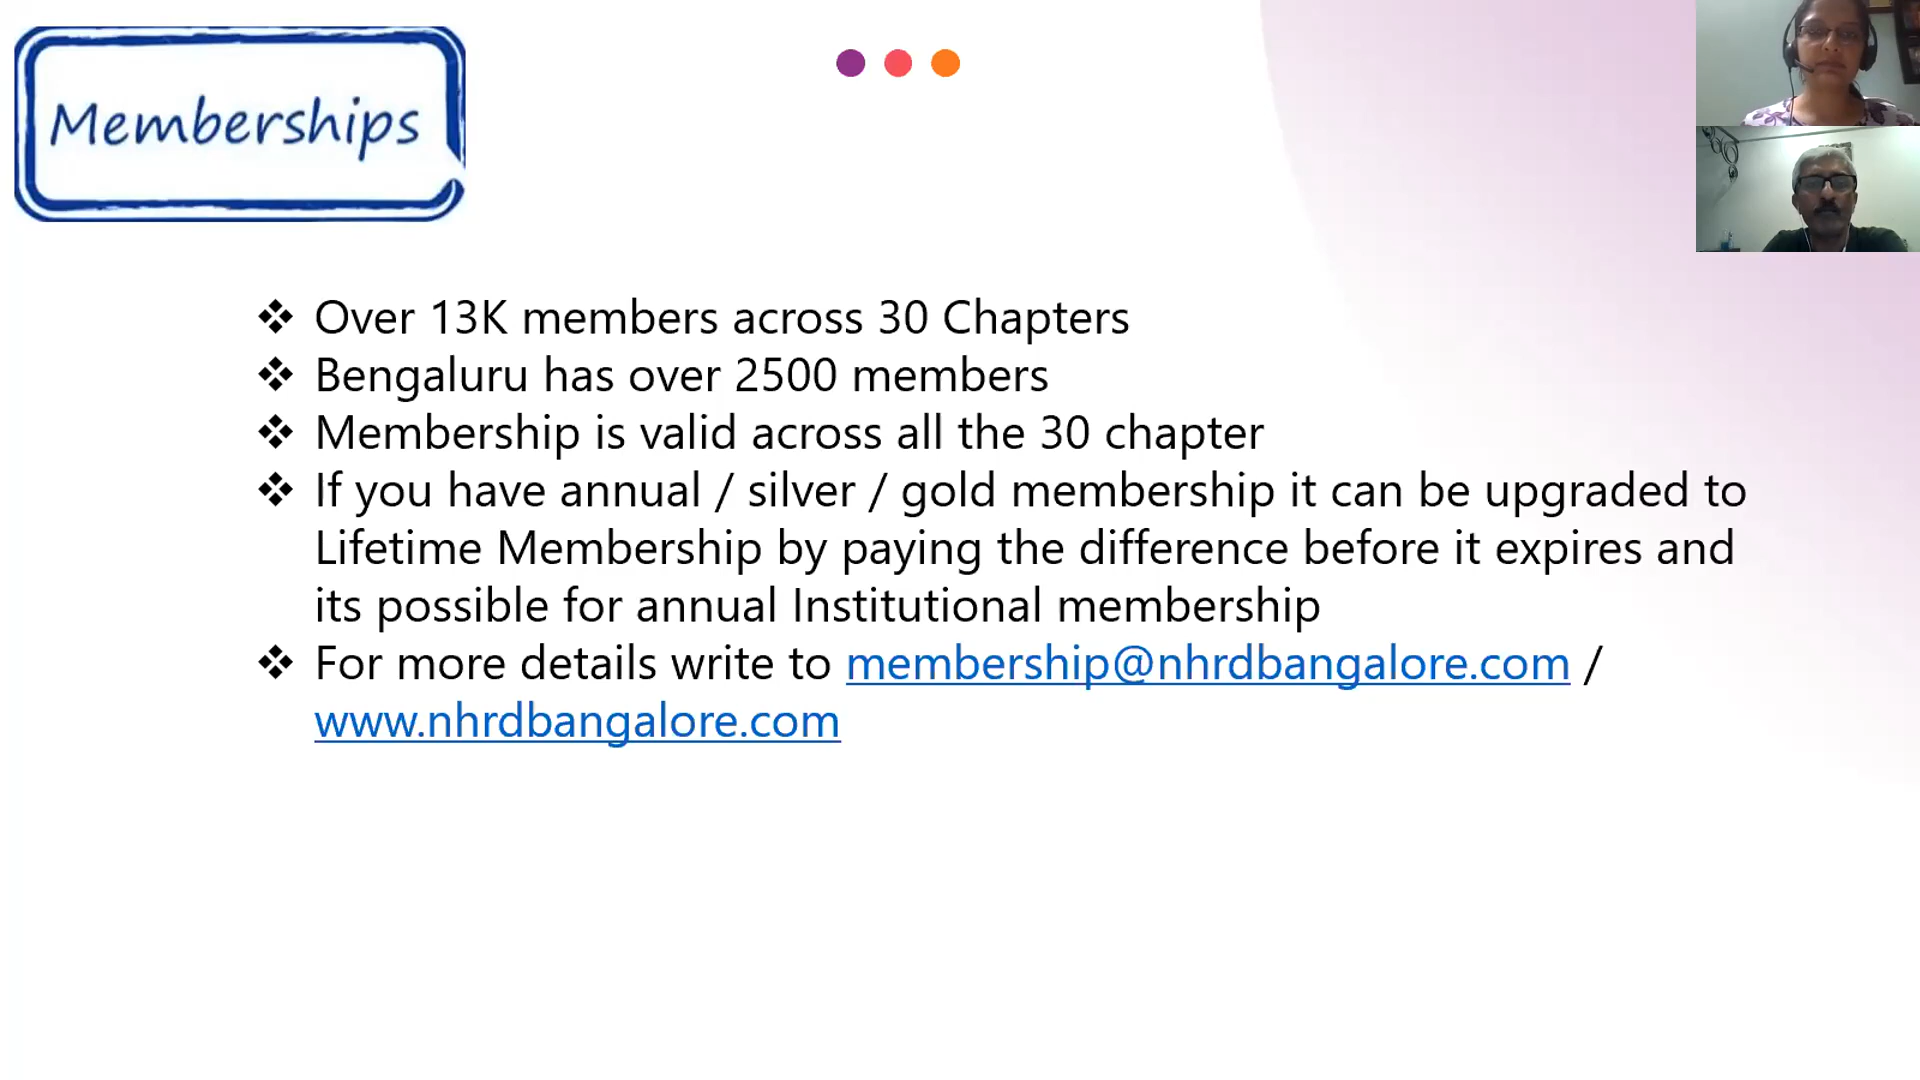 Memberships
Over 13K members across 30 Chapters
Bengaluru has over 2500 members
Membership is valid across all the 30 chapter
If you have annual / silver / gold membership it can be upgraded to
Lifetime Membership by paying the difference before it expires and
its possible for annual Institutional membership
For more details write to membership@nhrdbangalore.com /
www.nhrdbangalore.com